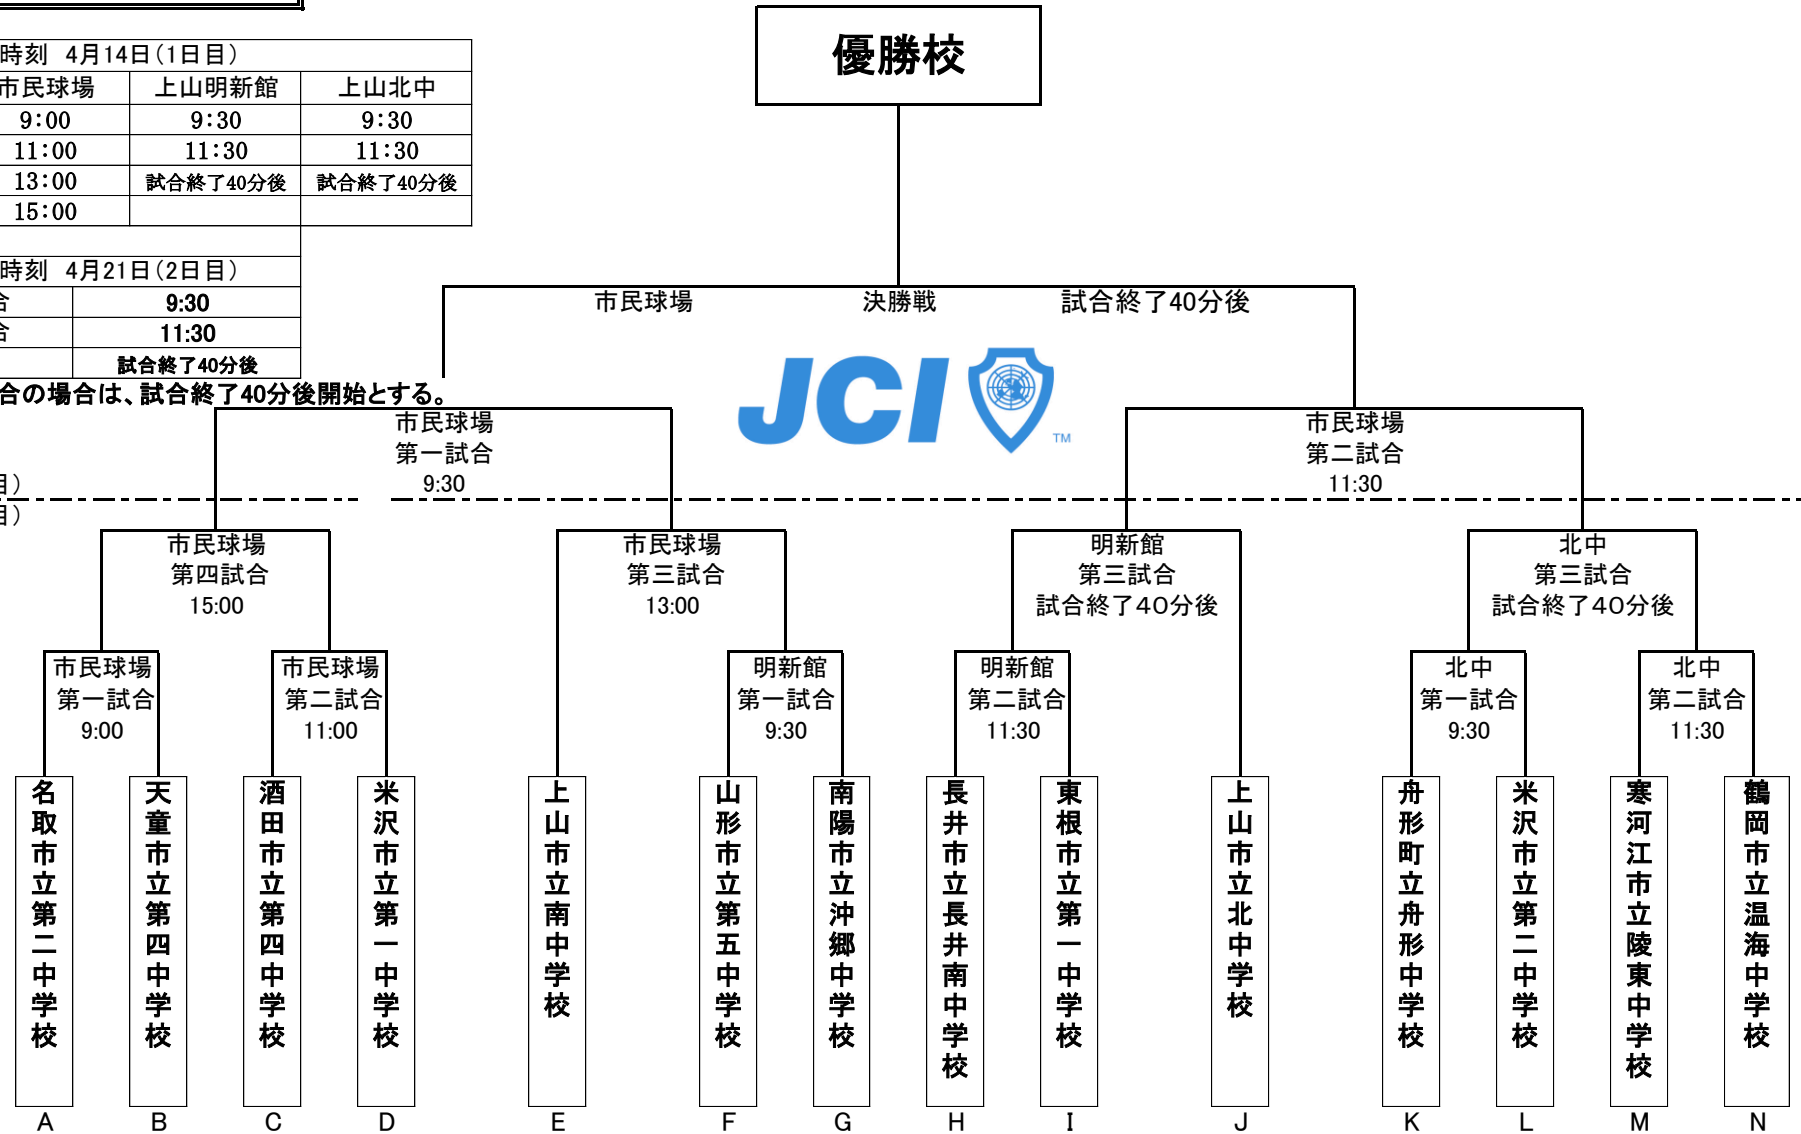 優勝校
時刻 4月14日(1日目)
市民球場 上山明新館 上山北中
9:00 9:30 9:30
11:00 11:30 11:30
13:00 試合終了40分後 試合終了40分後
15:00
時刻 4月21日(2日目)
合 9:30
合 11:30
試合終了40分後
合の場合は、試合終了40分後開始とする。
市民球場 決勝戦 試合終了40分後
JCI
TM
市民球場
第一試合
9:30
市民球場
第二試合
11:30
目)
目)
市民球場
第四試合
15:00
市民球場
第三試合
13:00
明新館
第三試合
試合終了40分後
北中
第三試合
試合終了40分後
市民球場
第一試合
9:00
市民球場
第二試合
11:00
明新館
第一試合
9:30
明新館
第二試合
11:30
北中
第一試合
9:30
北中
第二試合
11:30
名取市立第二中学校
天童市立第四中学校
酒田市立第四中学校
米沢市立第一中学校
上山市立南中学校
山形市立第五中学校
南陽市立沖郷中学校
長井市立長井南中学校
東根市立第一中学校
上山市立北中学校
舟形町立舟形中学校
米沢市立第二中学校
寒河江市立陵東中学校
鶴岡市立温海中学校
A B C D E F G H I J K L M N